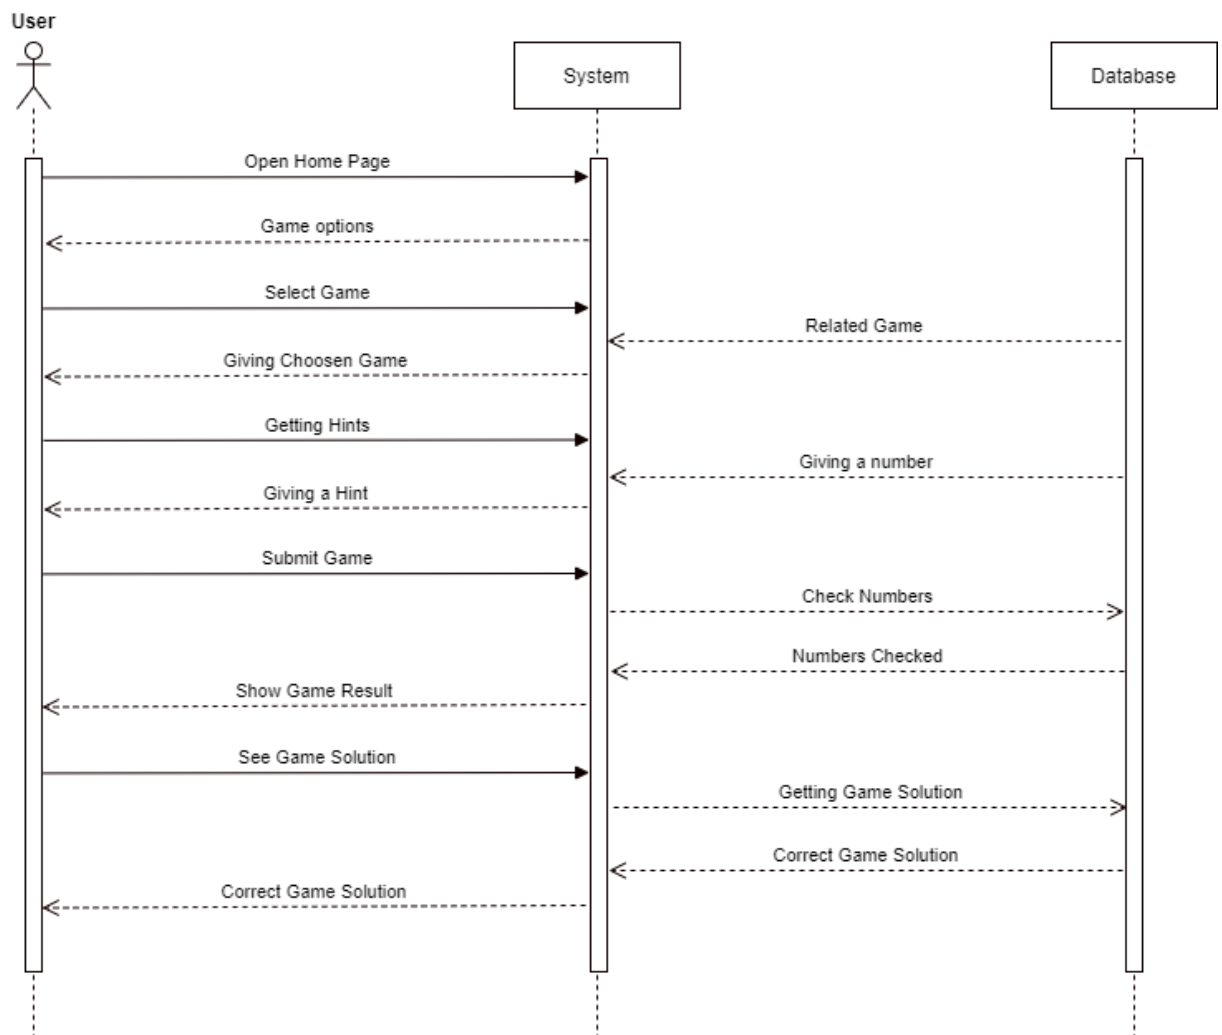 User
System
Database
Open Home Page
Game options
Select Game
Related Game
Giving Choosen Game
Getting Hints
Giving a number
Giving a Hint
Submit Game
Check Numbers
Numbers Checked
Show Game Result
See Game Solution
Getting Game Solution
Correct Game Solution
Correct Game Solution